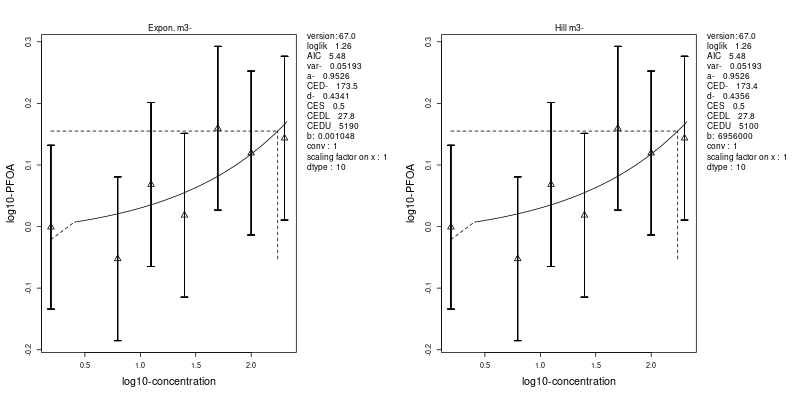 Expon. m3-
version: 67.0
loglik 1.26
AIC 5.48
var- 0.05193
a- 0.9526
CED- 173.5
d- 0.4341
CES 0.5
CEDL 27.8
CEDU 5190
b: 0.001048
conv : 1
scaling factor on x : 1
dtype : 10
log10-PFOA
0.3
0.2
0.1
0.0
-0.1
-0.2
0.5 1.0 1.5 2.0
log10-concentration
Hill m3-
version: 67.0
loglik 1.26
AIC 5.48
var- 0.05193
a- 0.9526
CED- 173.4
d- 0.4356
CES 0.5
CEDL 27.8
CEDU 5100
b: 6956000
conv : 1
scaling factor on x : 1
dtype : 10
log10-PFOA
0.3
0.2
0.1
0.0
-0.1
-0.2
0.5 1.0 1.5 2.0
log10-concentration